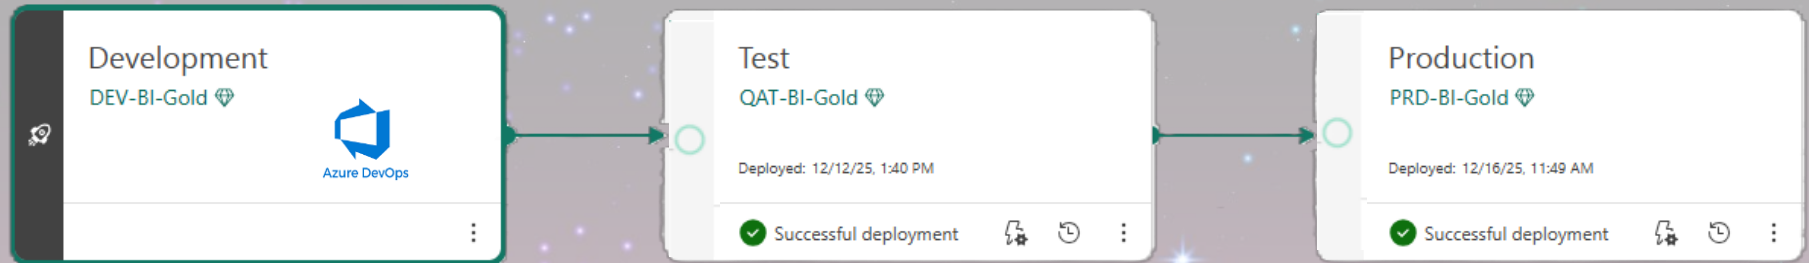 Development
DEV-BI-Gold
Azure DevOps
Test
QAT-BI-Gold
Deployed: 12/12/25, 1:40 PM
Successful deployment
Production
PRD-BI-Gold
Deployed: 12/16/25, 11:49 AM
Successful deployment